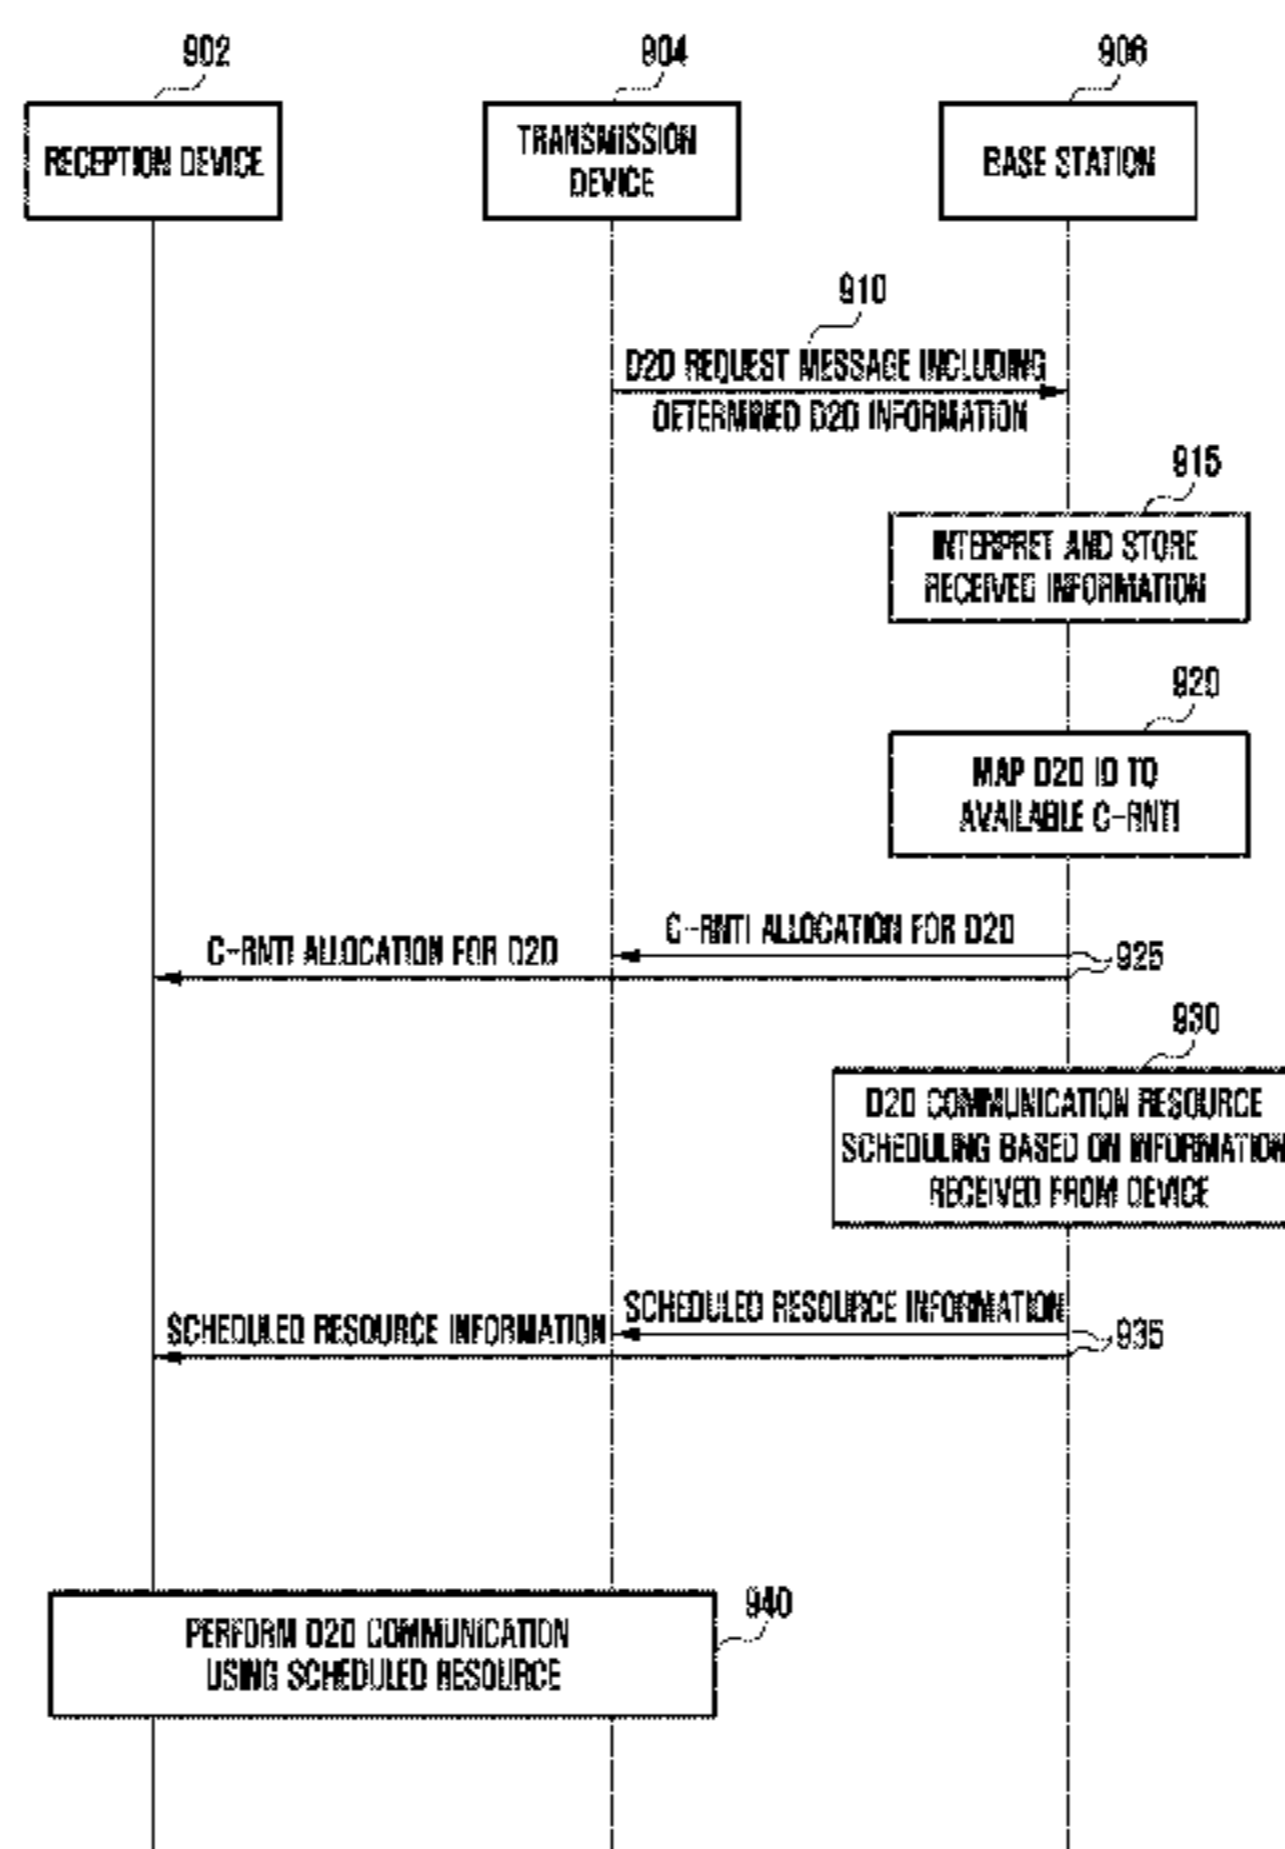 902
904
906
RECEPTION DEVICE
TRANSMISSION
DEVICE
BASE STATION
910
D2D REQUEST MESSAGE INCLUDING
DETERMINED D2D INFORMATION
915
INTERPRET AND STORE
RECEIVED INFORMATION
920
MAP D2D ID TO
AVAILABLE C-RNTI
C-RNTI ALLOCATION FOR D2D
C-RNTI ALLOCATION FOR D2D
925
930
D2D COMMUNICATION RESOURCE
SCHEDULING BASED ON INFORMATION
RECEIVED FROM DEVICE
SCHEDULED RESOURCE INFORMATION
SCHEDULED RESOURCE INFORMATION
935
940
PERFORM D2D COMMUNICATION
USING SCHEDULED RESOURCE